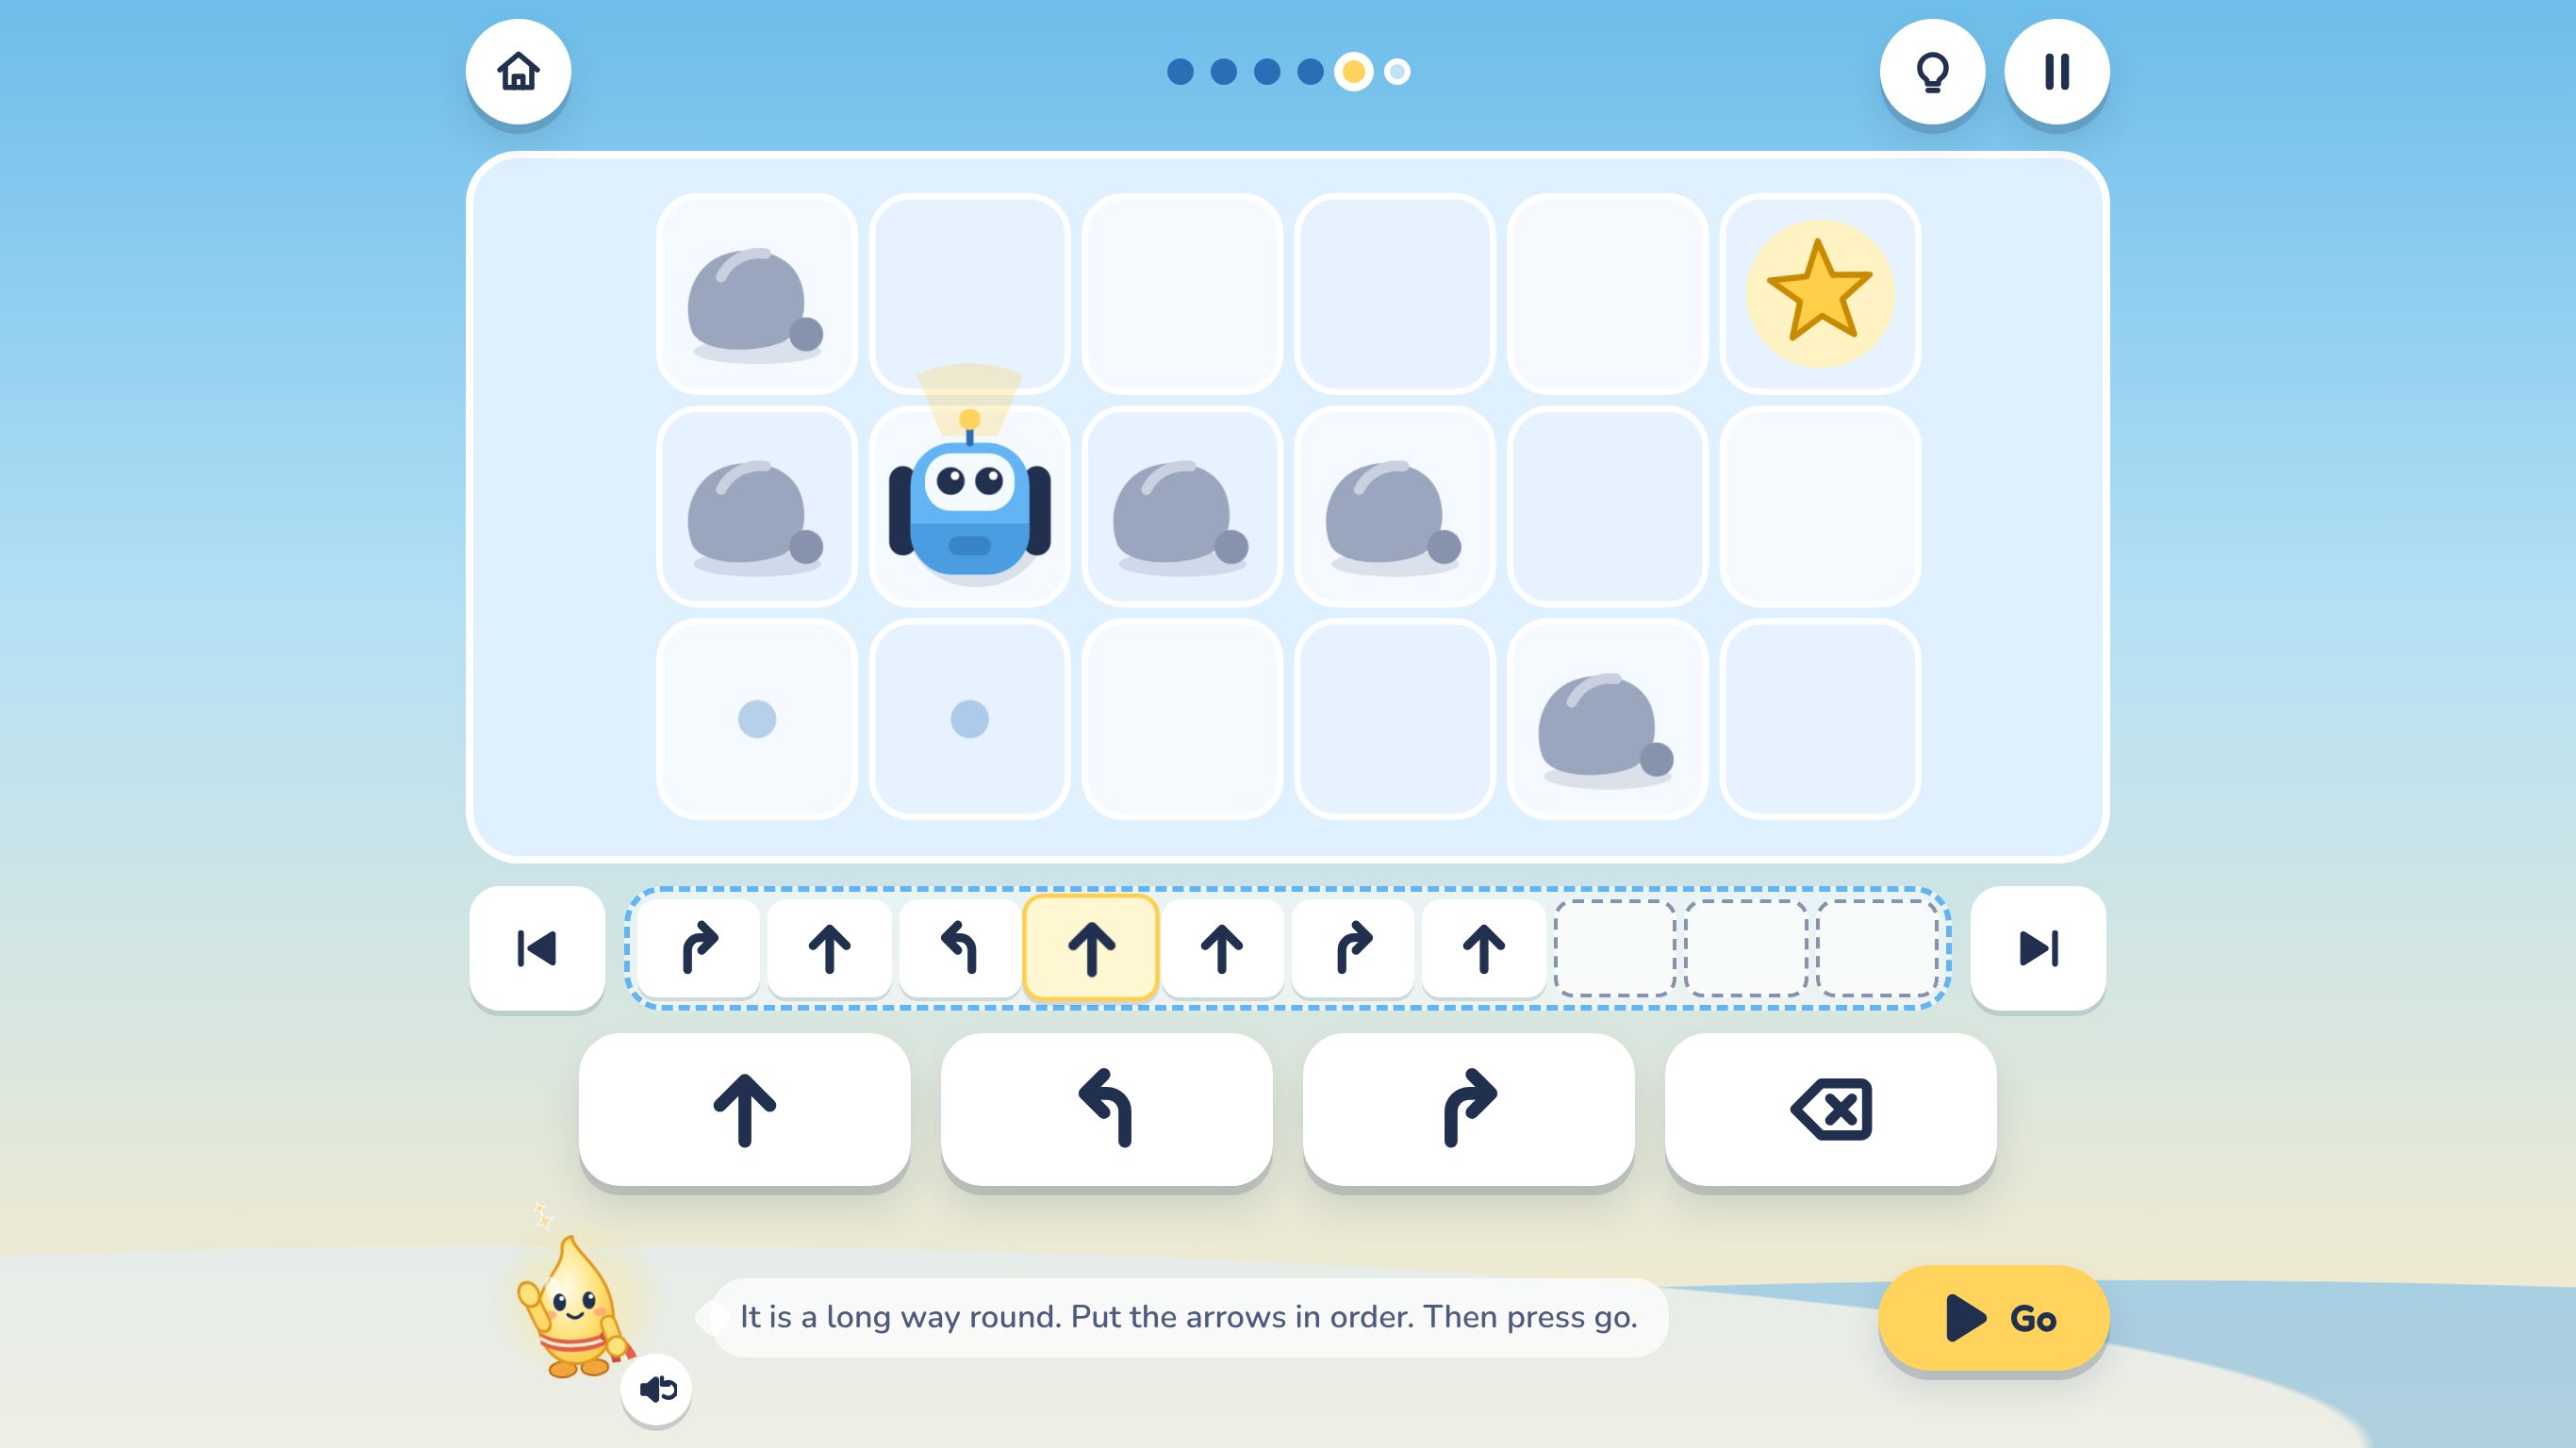 It is a long way round. Put the arrows in order. Then press go.
Go